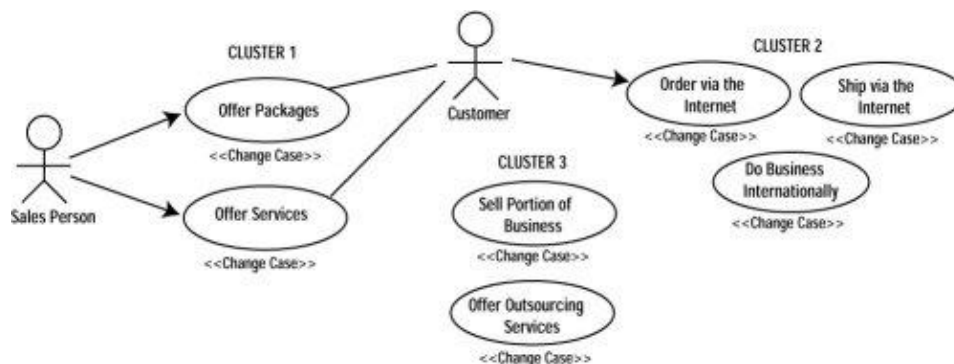 CLUSTER 1
Offer Packages
<<Change Case>>
Sales Person
Offer Services
<<Change Case>>
Customer
CLUSTER 2
Order via the
Internet
<<Change Case>>
Ship via the
Internet
<<Change Case>>
Do Business
Internationally
<<Change Case>>
CLUSTER 3
Sell Portion of
Business
<<Change Case>>
Offer Outsourcing
Services
<<Change Case>>